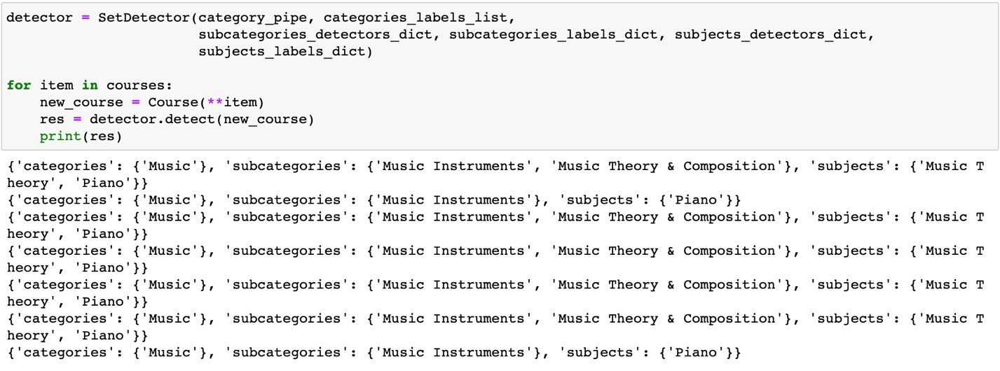 detector = SetDetector(category_pipe, categories_labels_list,
                       subcategories_detectors_dict, subcategories_labels_dict, subjects_detectors_dict,
                       subjects_labels_dict)

for item in courses:
    new_course = Course(**item)
    res = detector.detect(new_course)
    print(res)
{'categories': {'Music'}, 'subcategories': {'Music Instruments', 'Music Theory & Composition'}, 'subjects': {'Music T
heory', 'Piano'}}
{'categories': {'Music'}, 'subcategories': {'Music Instruments'}, 'subjects': {'Piano'}}
{'categories': {'Music'}, 'subcategories': {'Music Instruments', 'Music Theory & Composition'}, 'subjects': {'Music T
heory', 'Piano'}}
{'categories': {'Music'}, 'subcategories': {'Music Instruments', 'Music Theory & Composition'}, 'subjects': {'Music T
heory', 'Piano'}}
{'categories': {'Music'}, 'subcategories': {'Music Instruments', 'Music Theory & Composition'}, 'subjects': {'Music T
heory', 'Piano'}}
{'categories': {'Music'}, 'subcategories': {'Music Instruments', 'Music Theory & Composition'}, 'subjects': {'Music T
heory', 'Piano'}}
{'categories': {'Music'}, 'subcategories': {'Music Instruments'}, 'subjects': {'Piano'}}